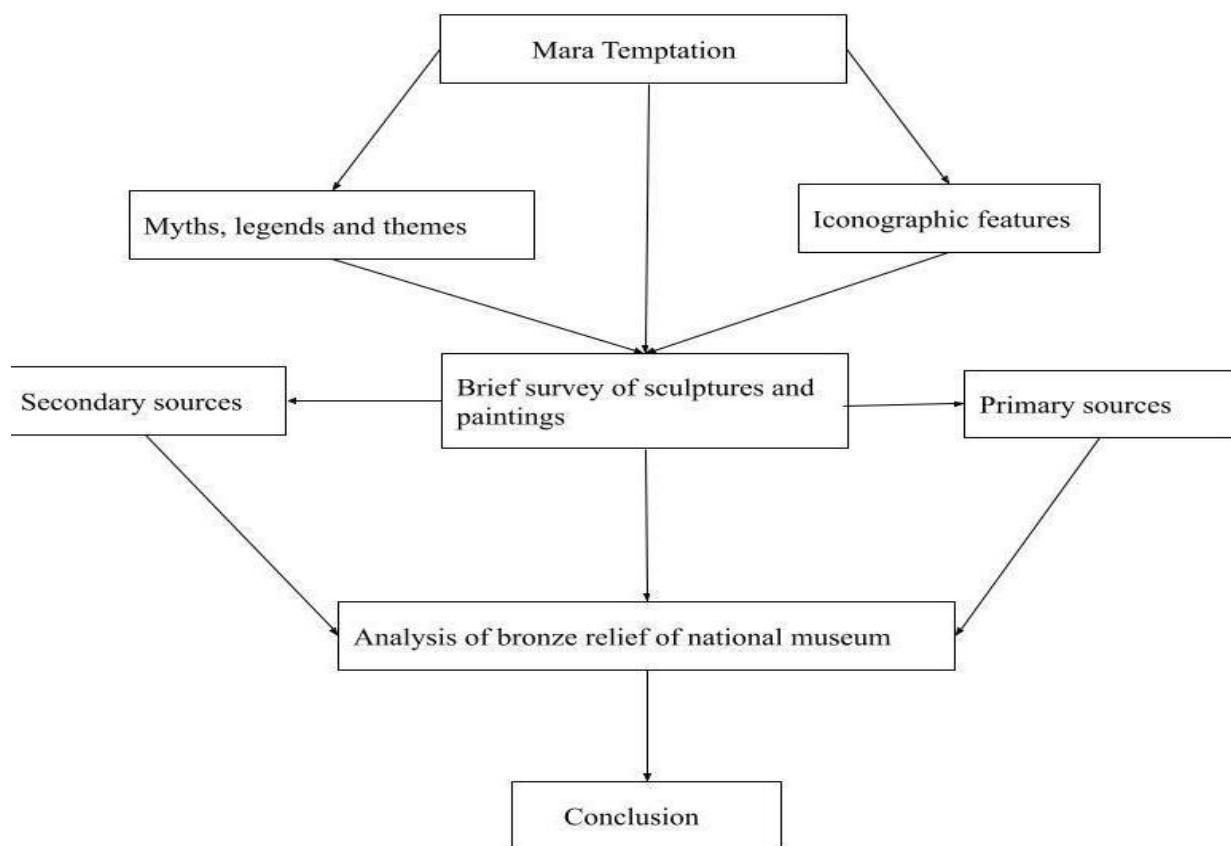 Mara Temptation
Myths, legends and themes
Iconographic features
Brief survey of sculptures and
paintings
Secondary sources
Primary sources
Analysis of bronze relief of national museum
Conclusion